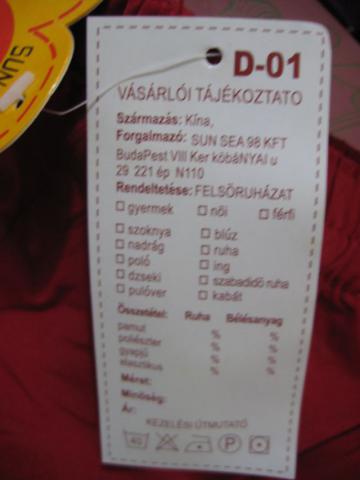 SUN
D-01
VÁSÁRLÓI TÁJÉKOZTATO
Származás: Kína,
Forgalmazó: SUN SEA 98 KFT
BudaPest VIII Ker kőbáNYAI u
29 221 ép N110
Rendeltetése: FELSŐRUHÁZAT
☐ gyermek ☐ női ☐ férfi
☐ szoknya ☐ blúz
☐ nadrág ☐ ruha
☐ poló ☐ ing
☐ dzseki ☐ szabadidő ruha
☐ pulóver ☐ kabát
Összetétel: Ruha Bélésanyag
pamut % %
poliészter % %
gyapjú % %
elasztikus % %
Méret:
Minőség:
Ár:
KEZELÉSI ÚTMUTATÓ
40 P